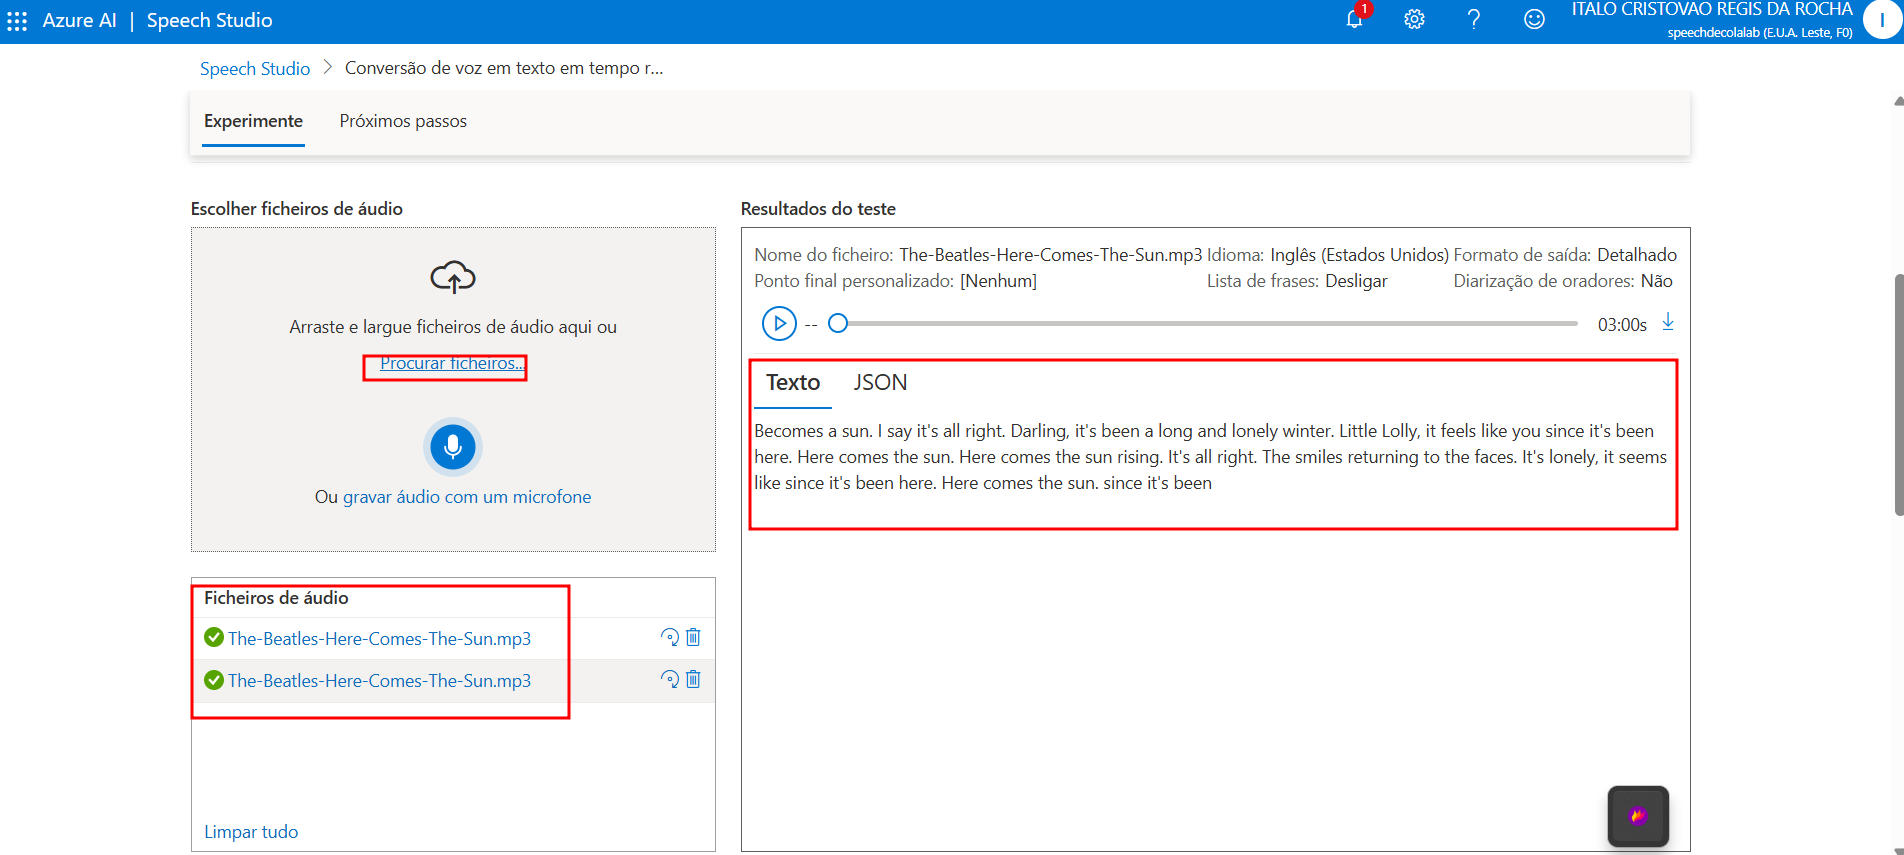 Azure AI | Speech Studio
1
ITALO CRISTOVAO REGIS DA ROCHA
speechdecolalab (E.U.A. Leste, F0)
I
Speech Studio > Conversão de voz em texto em tempo r...
Experimente Próximos passos
Escolher ficheiros de áudio
Arraste e largue ficheiros de áudio aqui ou
Procurar ficheiros...
Ou gravar áudio com um microfone
Ficheiros de áudio
The-Beatles-Here-Comes-The-Sun.mp3
The-Beatles-Here-Comes-The-Sun.mp3
Limpar tudo
Resultados do teste
Nome do ficheiro: The-Beatles-Here-Comes-The-Sun.mp3 Idioma: Inglês (Estados Unidos) Formato de saída: Detalhado
Ponto final personalizado: [Nenhum] Lista de frases: Desligar Diarização de oradores: Não
-- 03:00s
Texto JSON
Becomes a sun. I say it's all right. Darling, it's been a long and lonely winter. Little Lolly, it feels like you since it's been
here. Here comes the sun. Here comes the sun rising. It's all right. The smiles returning to the faces. It's lonely, it seems
like since it's been here. Here comes the sun. since it's been